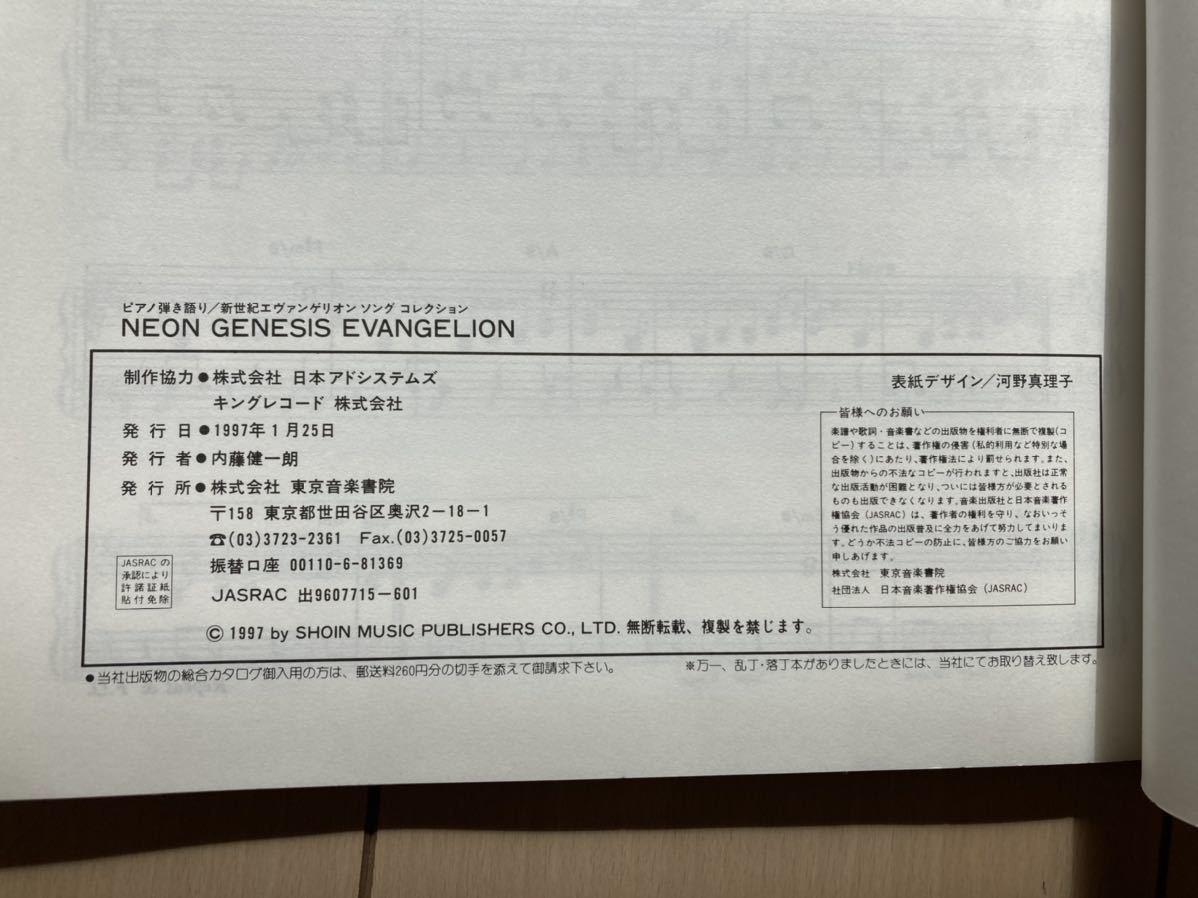 ピアノ弾き語り／新世紀エヴァンゲリオン ソング コレクション
NEON GENESIS EVANGELION
制作協力●株式会社 日本アドシステムズ
キングレコード 株式会社
発行日●1997年1月25日
発行者●内藤健一朗
発行所●株式会社 東京音楽書院
〒158 東京都世田谷区奥沢2－18－1
☎(03)3723-2361 Fax.(03)3725-0057
振替口座 00110-6-81369
JASRAC 出9607715－601
JASRACの
承認により
許諾証紙
貼付免除
表紙デザイン／河野真理子
皆様へのお願い
楽譜や歌詞・音楽書などの出版物を権利者に無断で複製(コ
ピー)することは、著作権の侵害(私的利用など特別な場
合を除く)にあたり、著作権法により罰せられます。また、
出版物からの不法なコピーが行われますと、出版社は正常
な出版活動が困難となり、ついには皆様方が必要とされる
ものも出版できなくなります。音楽出版社と日本音楽著作
権協会(JASRAC)は、著作者の権利を守り、なおいっそ
う優れた作品の出版普及に全力をあげて努力してまいりま
す。どうか不法コピーの防止に、皆様方のご協力をお願い
申しあげます。
株式会社 東京音楽書院
社団法人 日本音楽著作権協会(JASRAC)
© 1997 by SHOIN MUSIC PUBLISHERS CO., LTD. 無断転載、複製を禁じます。
●当社出版物の総合カタログ御入用の方は、郵送料260円分の切手を添えて御請求下さい。
※万一、乱丁・落丁本がありましたときには、当社にてお取り替え致します。